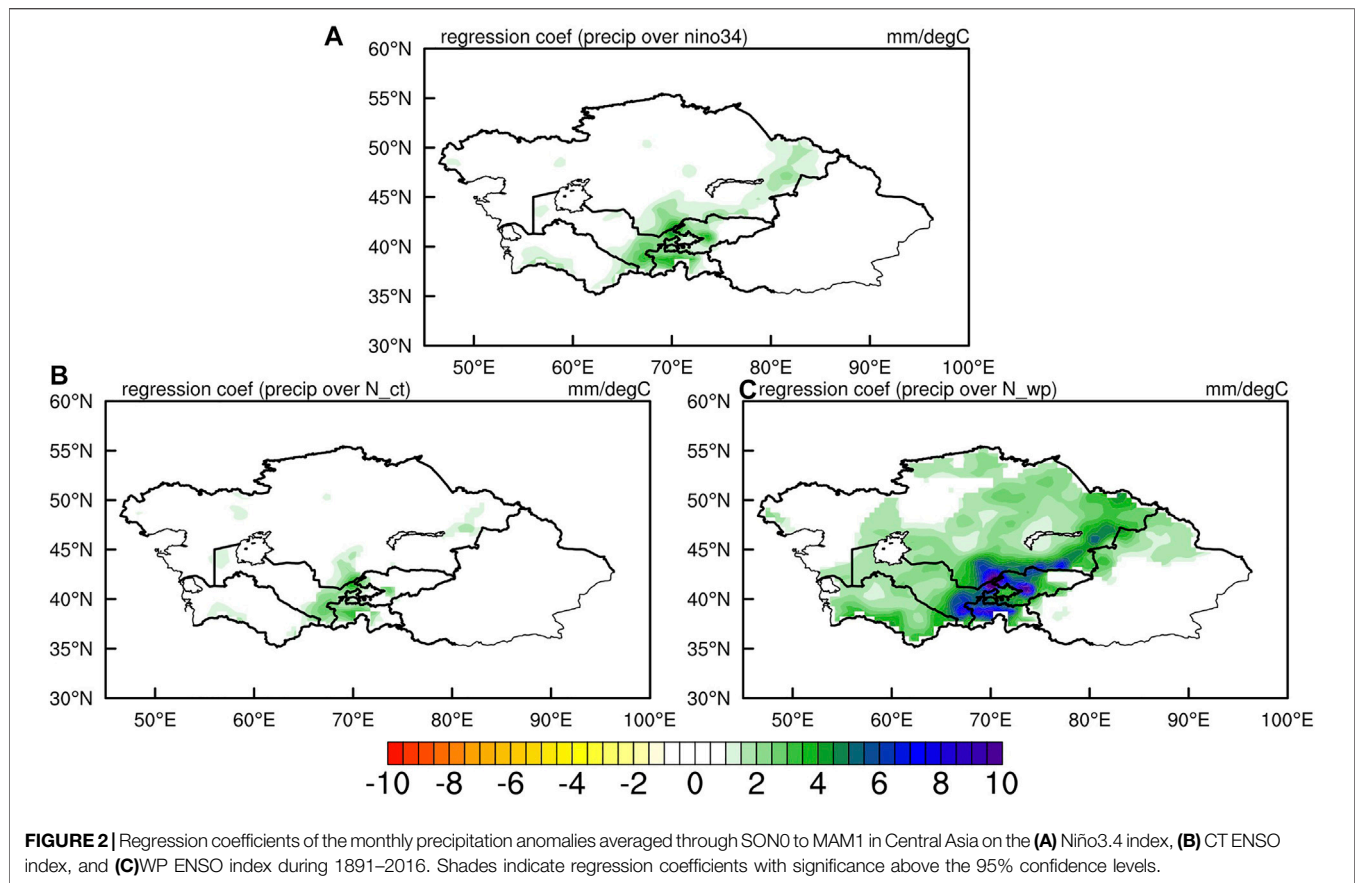 A regression coef (precip over nino34) mm/degC
60°N
55°N
50°N
45°N
40°N
35°N
30°N
50°E 60°E 70°E 80°E 90°E 100°E
B regression coef (precip over N_ct) mm/degC
60°N
55°N
50°N
45°N
40°N
35°N
30°N
50°E 60°E 70°E 80°E 90°E 100°E
C regression coef (precip over N_wp) mm/degC
60°N
55°N
50°N
45°N
40°N
35°N
30°N
50°E 60°E 70°E 80°E 90°E 100°E
-10 -8 -6 -4 -2 0 2 4 6 8 10
FIGURE 2 | Regression coefficients of the monthly precipitation anomalies averaged through SON0 to MAM1 in Central Asia on the (A) Niño3.4 index, (B) CT ENSO
index, and (C)WP ENSO index during 1891–2016. Shades indicate regression coefficients with significance above the 95% confidence levels.